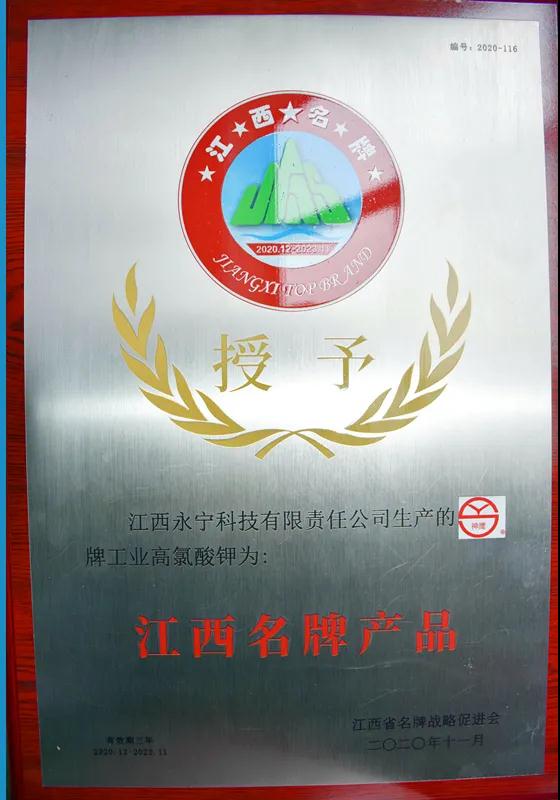 编号：2020-116
江★西★名★牌
2020.12-2023.11
JIANGXI TOP BRAND
授 予
江西永宁科技有限责任公司生产的神鹰®
牌工业高氯酸钾为：
江西名牌产品
江西省名牌战略促进会
有效期三年
二〇二〇年十一月
2020.12-2023.11